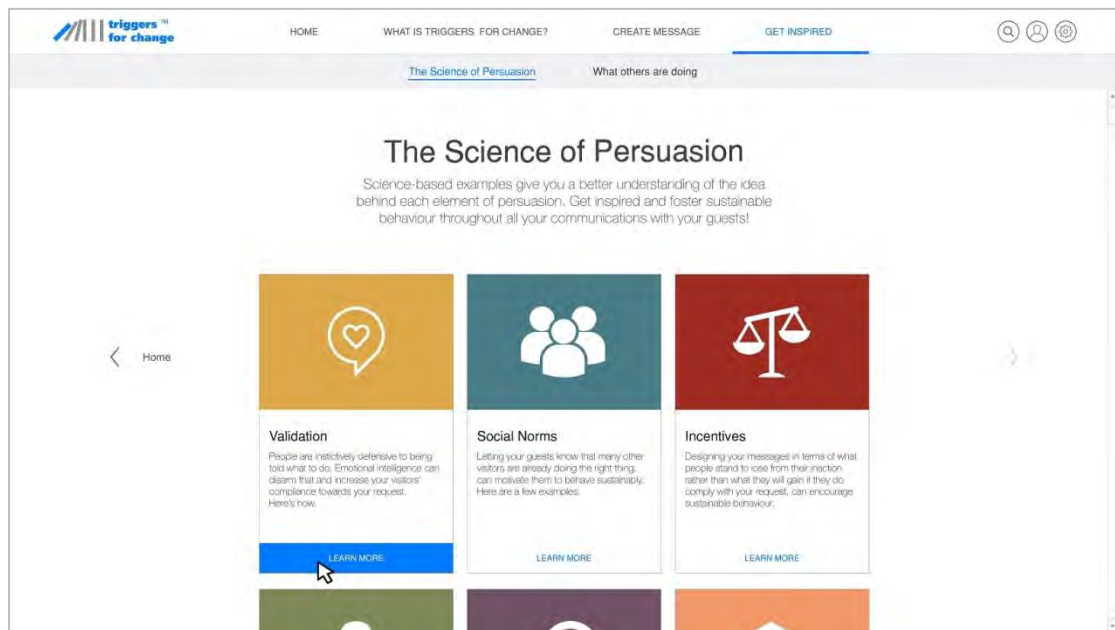 triggers ™
for change
HOME
WHAT IS TRIGGERS FOR CHANGE?
CREATE MESSAGE
GET INSPIRED
The Science of Persuasion
What others are doing
The Science of Persuasion
Science-based examples give you a better understanding of the idea
behind each element of persuasion. Get inspired and foster sustainable
behaviour throughout all your communications with your guests!
Home
Validation
People are instictively defensive to being
told what to do. Emotional intelligence can
disarm that and increase your visitors'
compliance towards your request.
Here's how.
LEARN MORE
Social Norms
Letting your guests know that many other
visitors are already doing the right thing,
can motivate them to behave sustainably.
Here are a few examples.
LEARN MORE
Incentives
Designing your messages in terms of what
people stand to lose from their inaction
rather than what they will gain if they do
comply with your request, can encourage
sustainable behaviour.
LEARN MORE